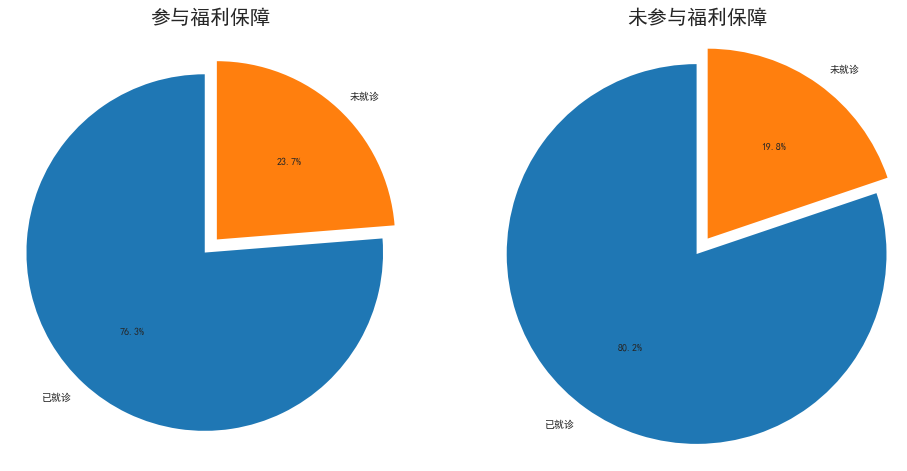 参与福利保障
未就诊
23.7%
76.3%
已就诊
未参与福利保障
未就诊
19.8%
80.2%
已就诊